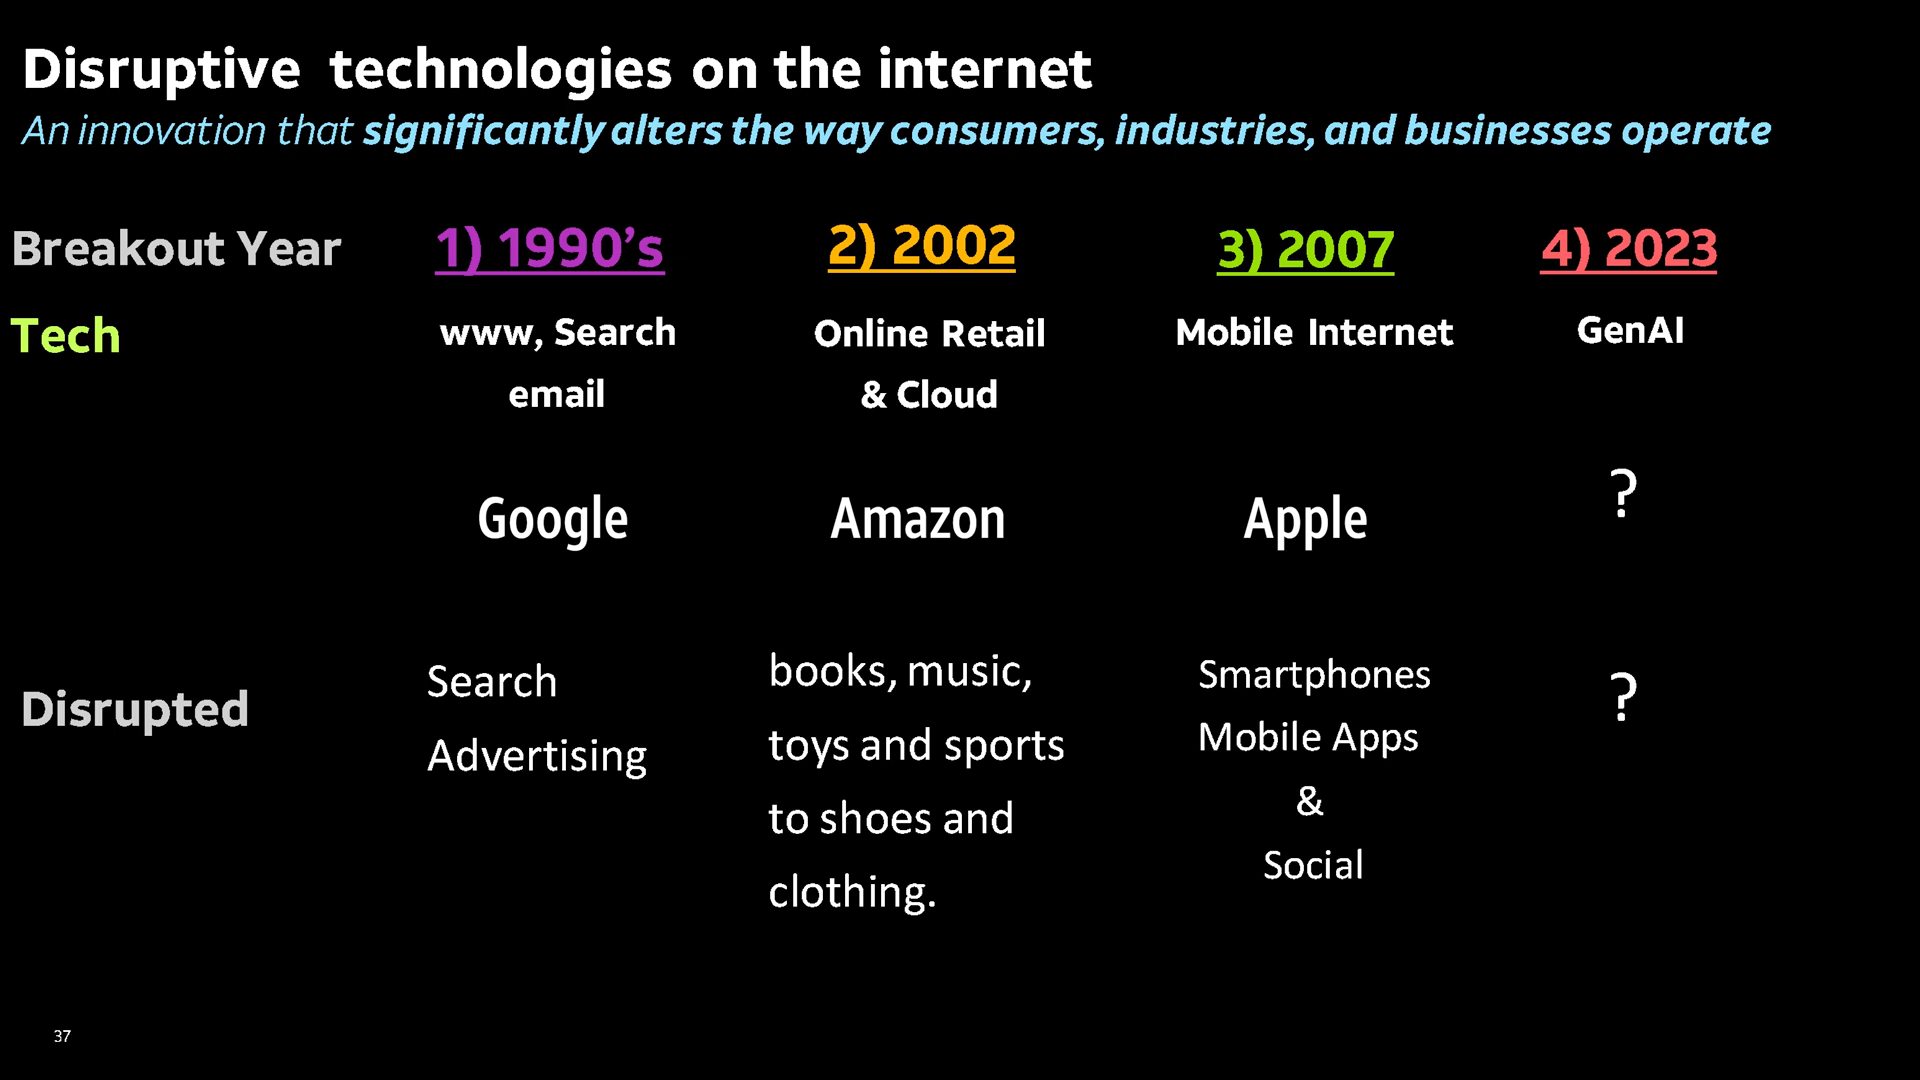 Disruptive technologies on the internet
An innovation that significantly alters the way consumers, industries, and businesses operate
Breakout Year 1) 1990's 2) 2002 3) 2007 4) 2023
Tech www, Search Online Retail Mobile Internet GenAI
email & Cloud
Google Amazon Apple ?
Disrupted
Search
Advertising
books, music,
toys and sports
to shoes and
clothing.
Smartphones
Mobile Apps
&
Social
?
37